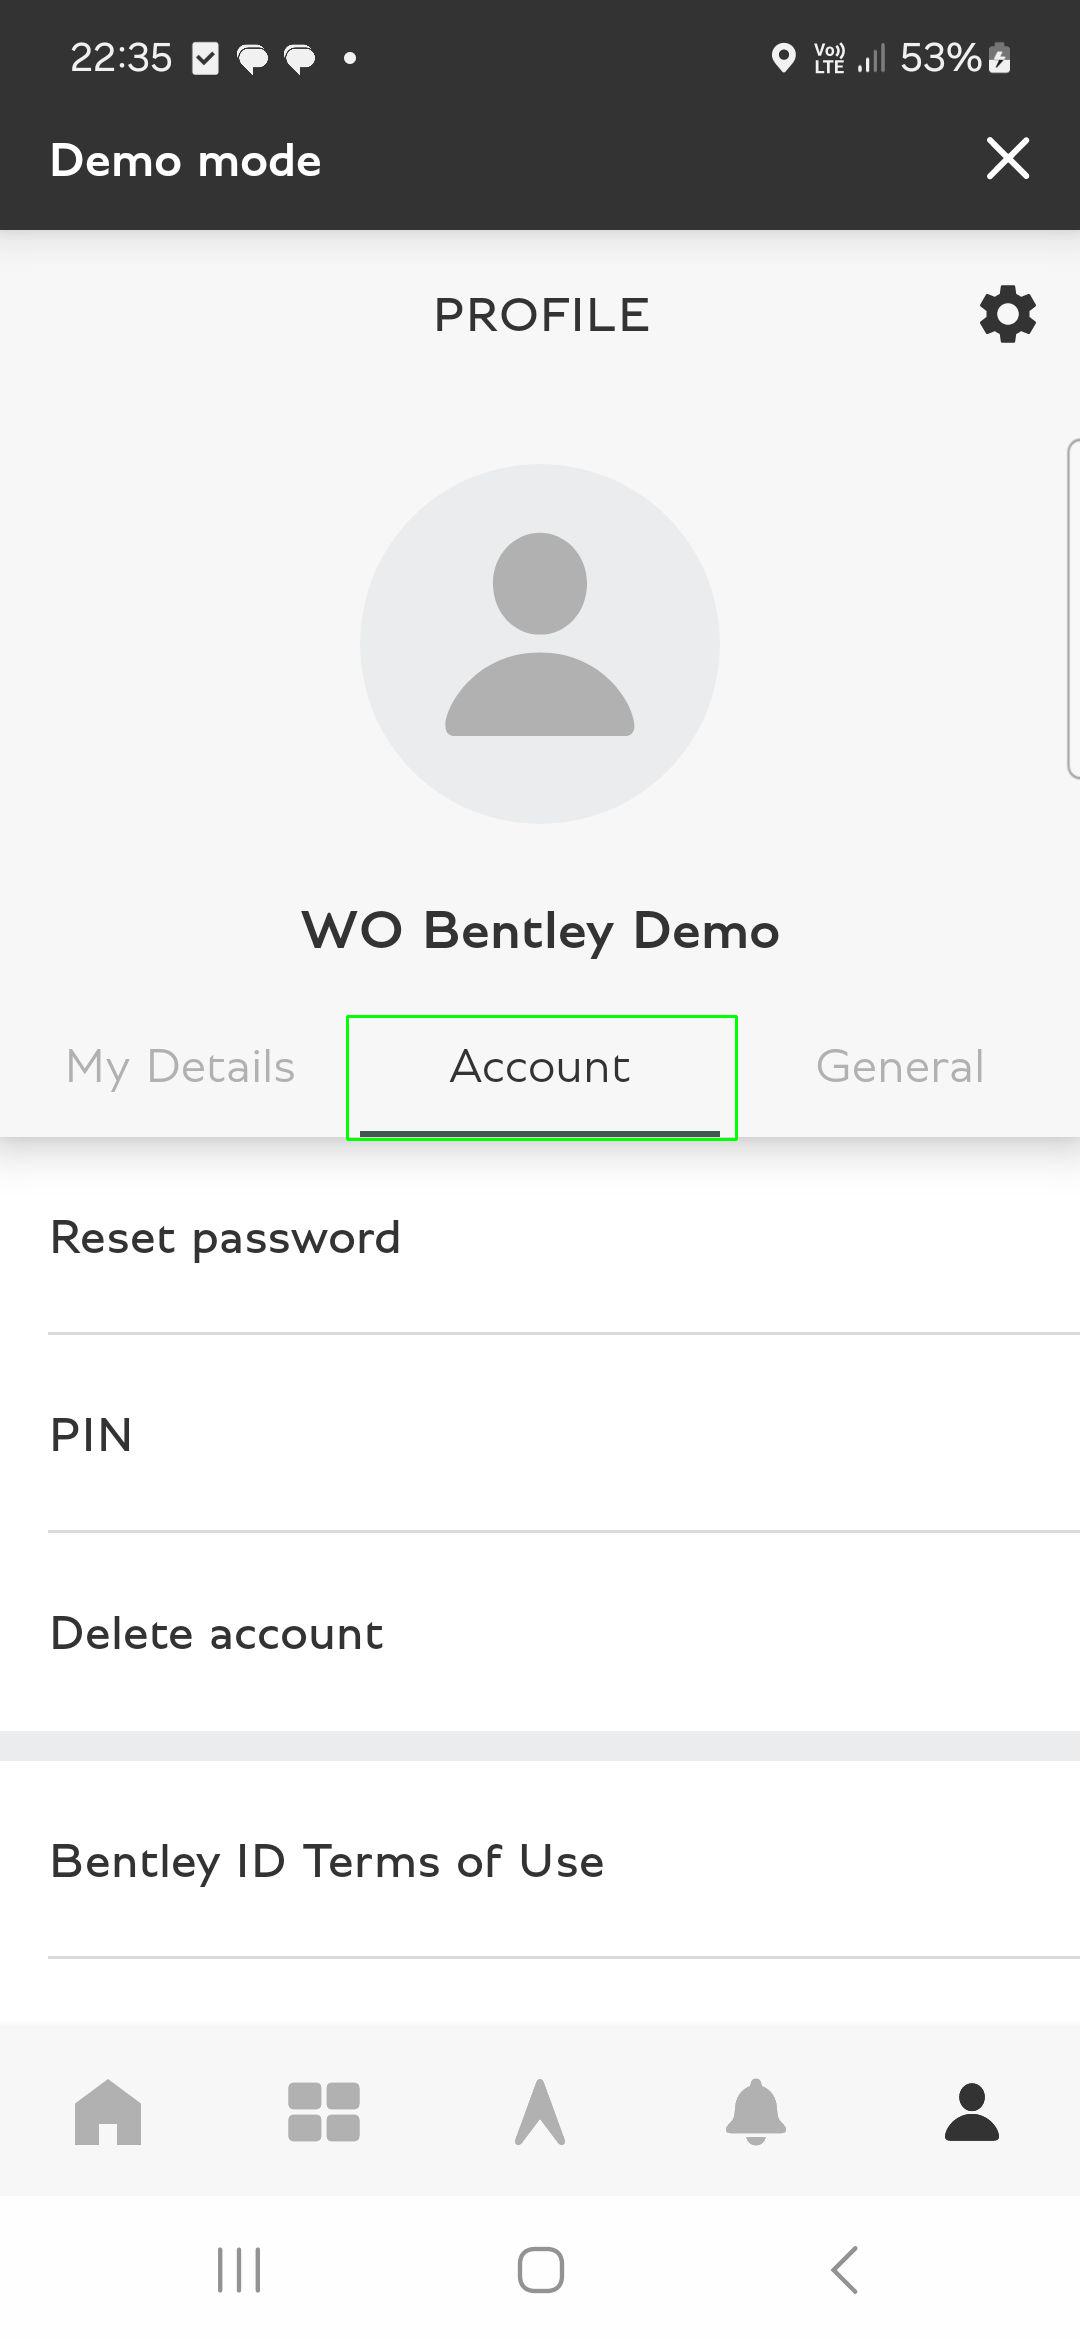 22:35 Vo)) LTE 53%
Demo mode
PROFILE
WO Bentley Demo
My Details Account General
Reset password
PIN
Delete account
Bentley ID Terms of Use